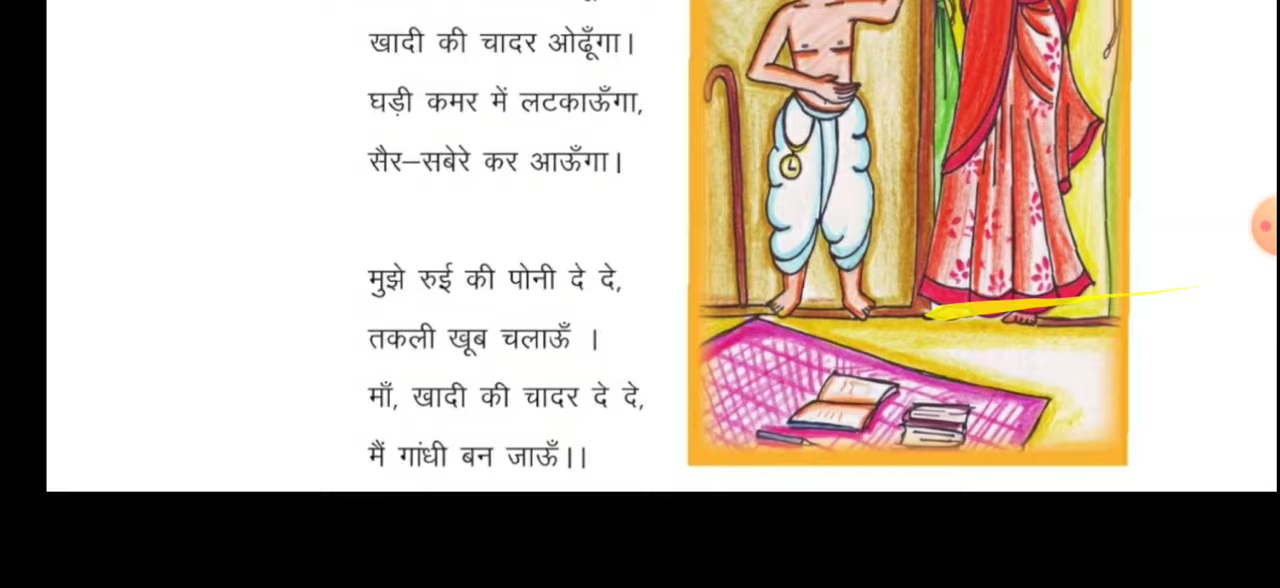 खादी की चादर ओढूँगा।
घड़ी कमर में लटकाऊँगा,
सैर–सबेरे कर आऊँगा।
मुझे रुई की पोनी दे दे,
तकली खूब चलाऊँ ।
माँ, खादी की चादर दे दे,
मैं गांधी बन जाऊँ।।